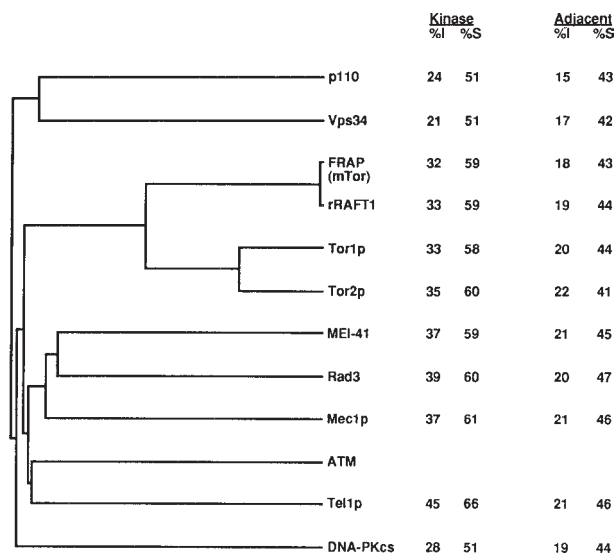 Kinase Adjacent
%I %S %I %S
p110 24 51 15 43
Vps34 21 51 17 42
FRAP 32 59 18 43
(mTor)
rRAFT1 33 59 19 44
Tor1p 33 58 20 44
Tor2p 35 60 22 41
MEI-41 37 59 21 45
Rad3 39 60 20 47
Mec1p 37 61 21 46
ATM
Tel1p 45 66 21 46
DNA-PKcs 28 51 19 44